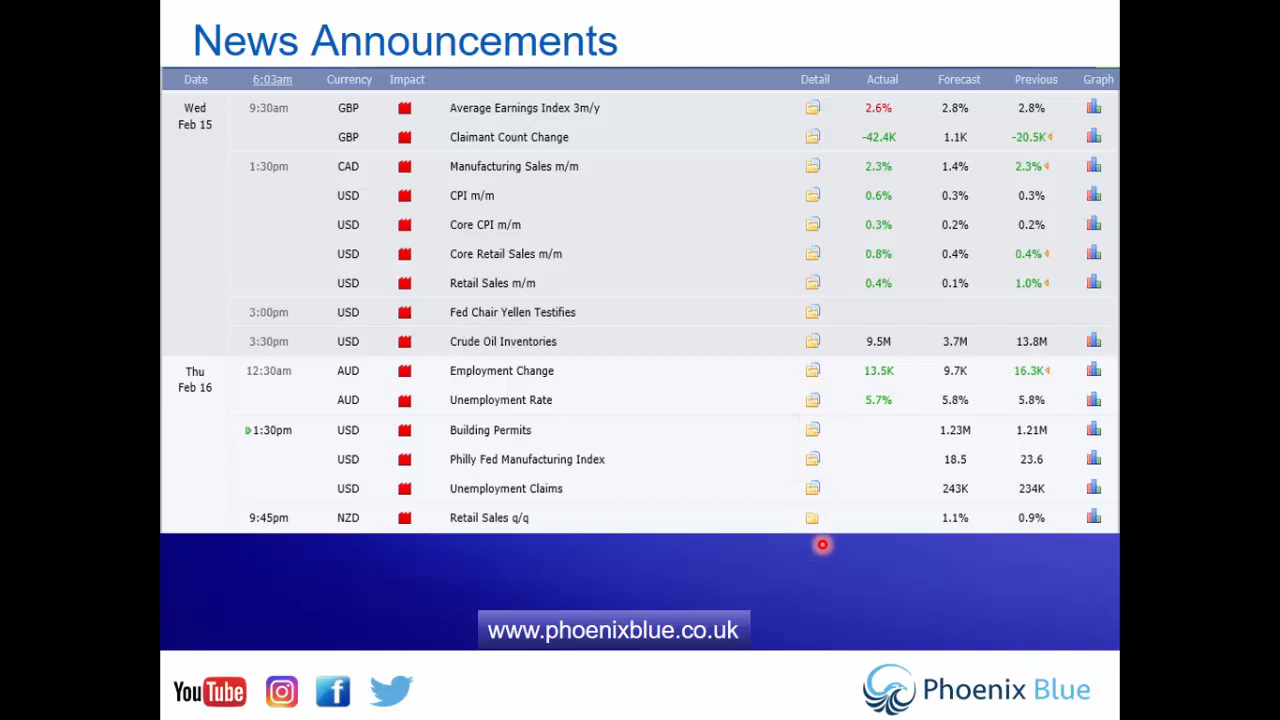 News Announcements
Date 6:03am Currency Impact Detail Actual Forecast Previous Graph
Wed Feb 15 9:30am GBP Average Earnings Index 3m/y 2.6% 2.8% 2.8%
GBP Claimant Count Change -42.4K 1.1K -20.5K
1:30pm CAD Manufacturing Sales m/m 2.3% 1.4% 2.3%
USD CPI m/m 0.6% 0.3% 0.3%
USD Core CPI m/m 0.3% 0.2% 0.2%
USD Core Retail Sales m/m 0.8% 0.4% 0.4%
USD Retail Sales m/m 0.4% 0.1% 1.0%
3:00pm USD Fed Chair Yellen Testifies
3:30pm USD Crude Oil Inventories 9.5M 3.7M 13.8M
Thu Feb 16 12:30am AUD Employment Change 13.5K 9.7K 16.3K
AUD Unemployment Rate 5.7% 5.8% 5.8%
1:30pm USD Building Permits 1.23M 1.21M
USD Philly Fed Manufacturing Index 18.5 23.6
USD Unemployment Claims 243K 234K
9:45pm NZD Retail Sales q/q 1.1% 0.9%
www.phoenixblue.co.uk
YouTube f Phoenix Blue